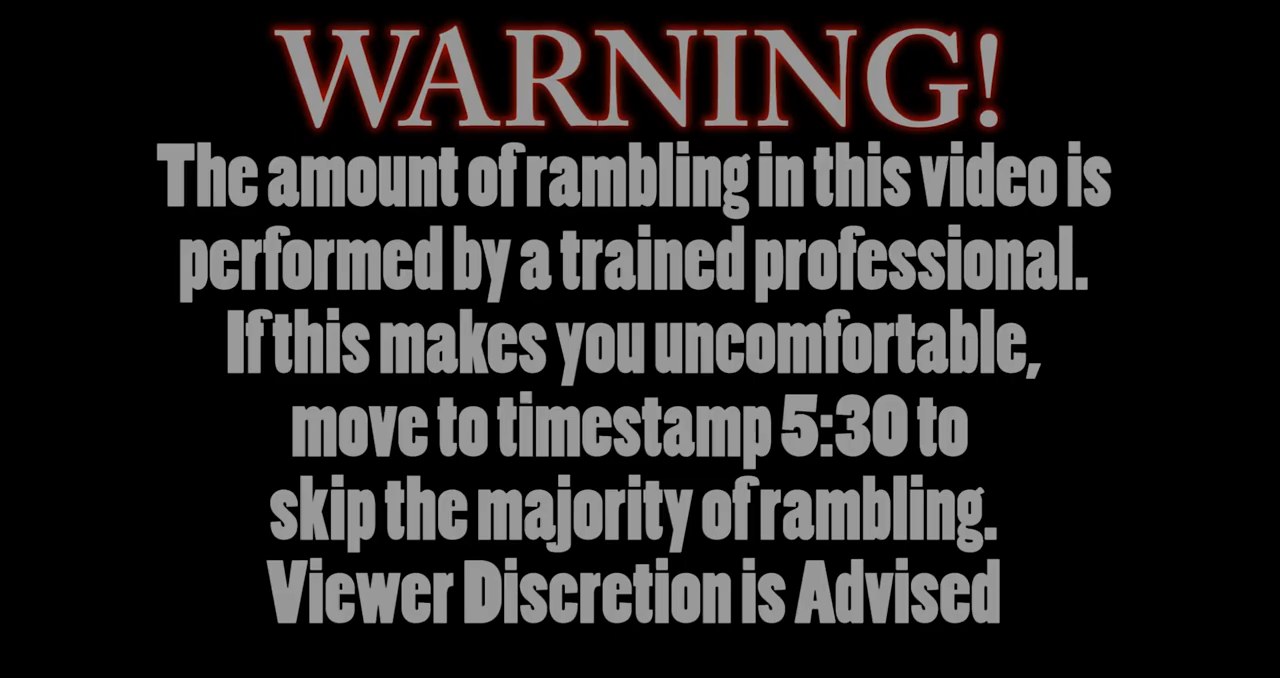 WARNING!
The amount of rambling in this video is
performed by a trained professional.
If this makes you uncomfortable,
move to timestamp 5:30 to
skip the majority of rambling.
Viewer Discretion is Advised